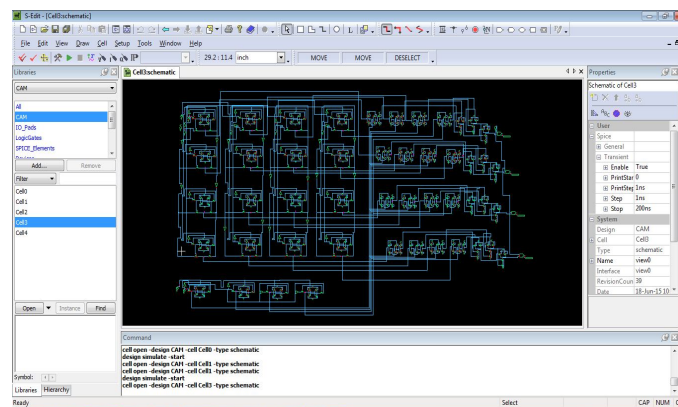 S-Edit - [Cell3:schematic]
File Edit View Draw Cell Setup Tools Window Help
29.2 : 11.4 inch MOVE MOVE DESELECT
Libraries
Cell3:schematic
Properties
CAM
Schematic of Cell3
All
CAM
IO_Pads
LogicGates
SPICE_Elements
Add... Remove
Filter
Cell0
Cell1
Cell2
Cell3
Cell4
Open Instance Find
Symbol:
Libraries Hierarchy
User
Spice
General
Transient
Enable True
PrintStar 0
PrintStep 1ns
Step 1ns
Stop 200ns
System
Design CAM
Cell Cell3
Type schematic
Name view0
Interface view0
RevisionCoun 39
Date 18-Jun-15 10:
Command
cell open -design CAM -cell Cell0 -type schematic
design simulate -start
cell open -design CAM -cell Cell1 -type schematic
cell open -design CAM -cell Cell1 -type schematic
design simulate -start
cell open -design CAM -cell Cell3 -type schematic
Ready Select CAP NUM